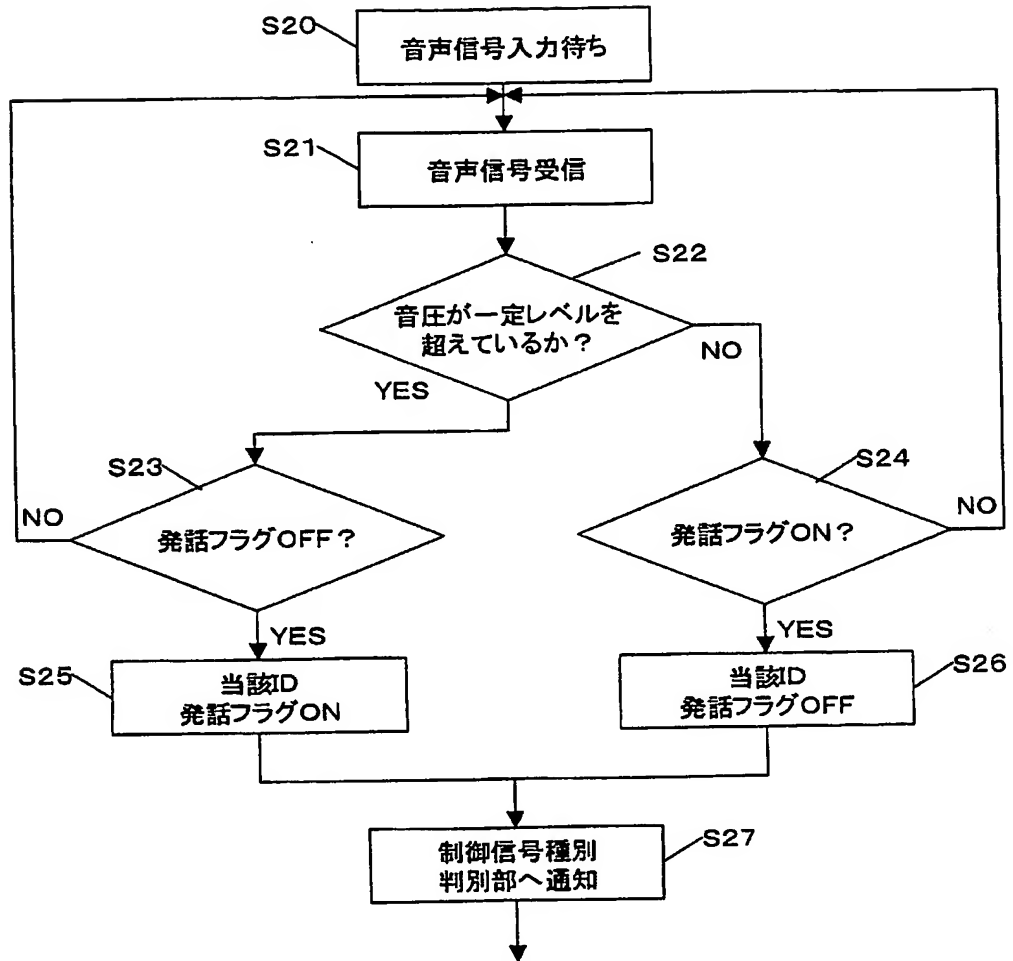 S20
音声信号入力待ち
S21
音声信号受信
S22
音圧が一定レベルを
超えているか?
NO
YES
S23
S24
NO
NO
発話フラグOFF?
発話フラグON?
YES
YES
S25
S26
当該ID
発話フラグON
当該ID
発話フラグOFF
S27
制御信号種別
判別部へ通知